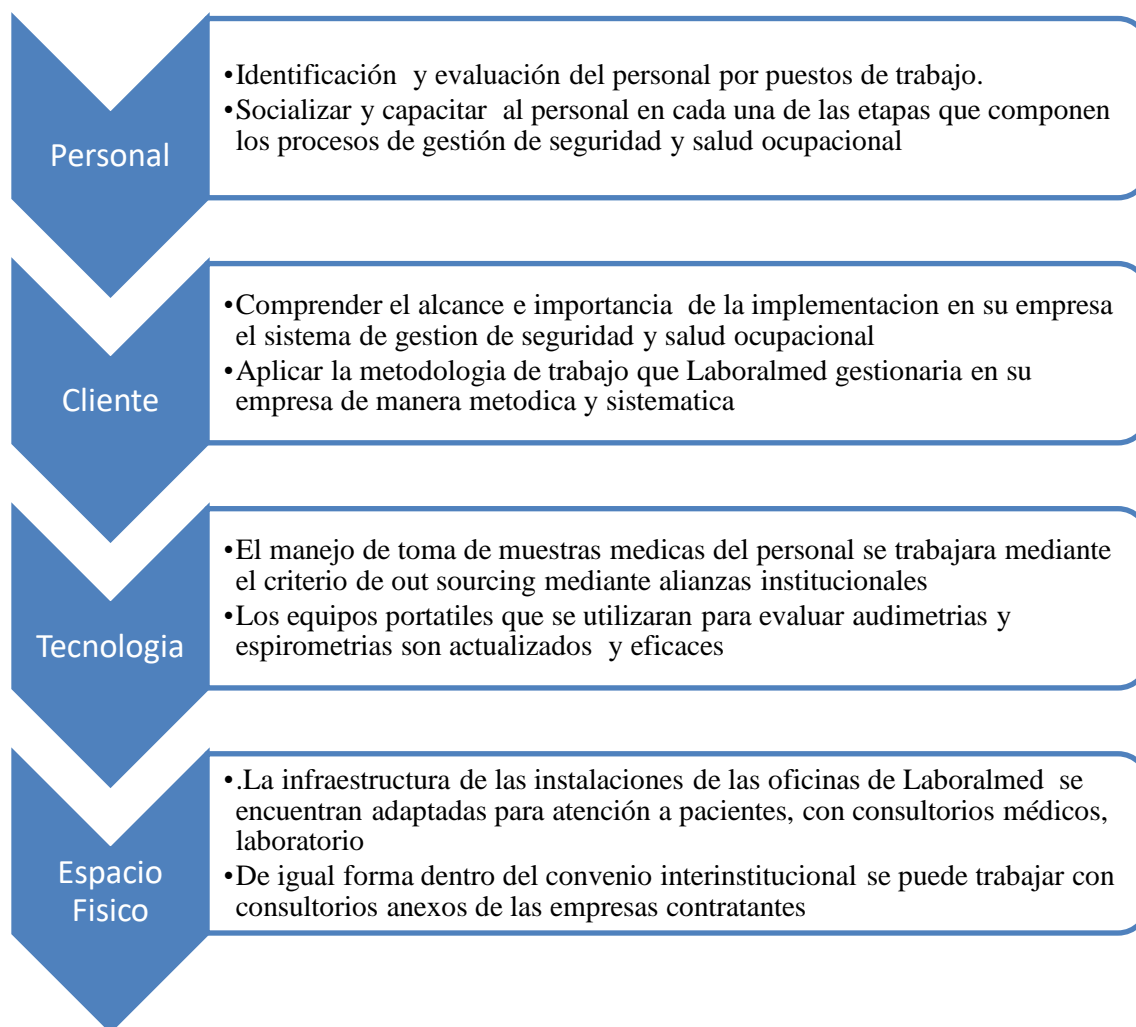 Personal
•Identificación  y evaluación del personal por puestos de trabajo.
•Socializar y capacitar  al personal en cada una de las etapas que componen
los procesos de gestión de seguridad y salud ocupacional
Cliente
•Comprender el alcance e importancia  de la implementacion en su empresa
el sistema de gestion de seguridad y salud ocupacional
•Aplicar la metodologia de trabajo que Laboralmed gestionaria en su
empresa de manera metodica y sistematica
Tecnologia
•El manejo de toma de muestras medicas del personal se trabajara mediante
el criterio de out sourcing mediante alianzas institucionales
•Los equipos portatiles que se utilizaran para evaluar audimetrias y
espirometrias son actualizados  y eficaces
Espacio
Fisico
•.La infraestructura de las instalaciones de las oficinas de Laboralmed  se
encuentran adaptadas para atención a pacientes, con consultorios médicos,
laboratorio
•De igual forma dentro del convenio interinstitucional se puede trabajar con
consultorios anexos de las empresas contratantes